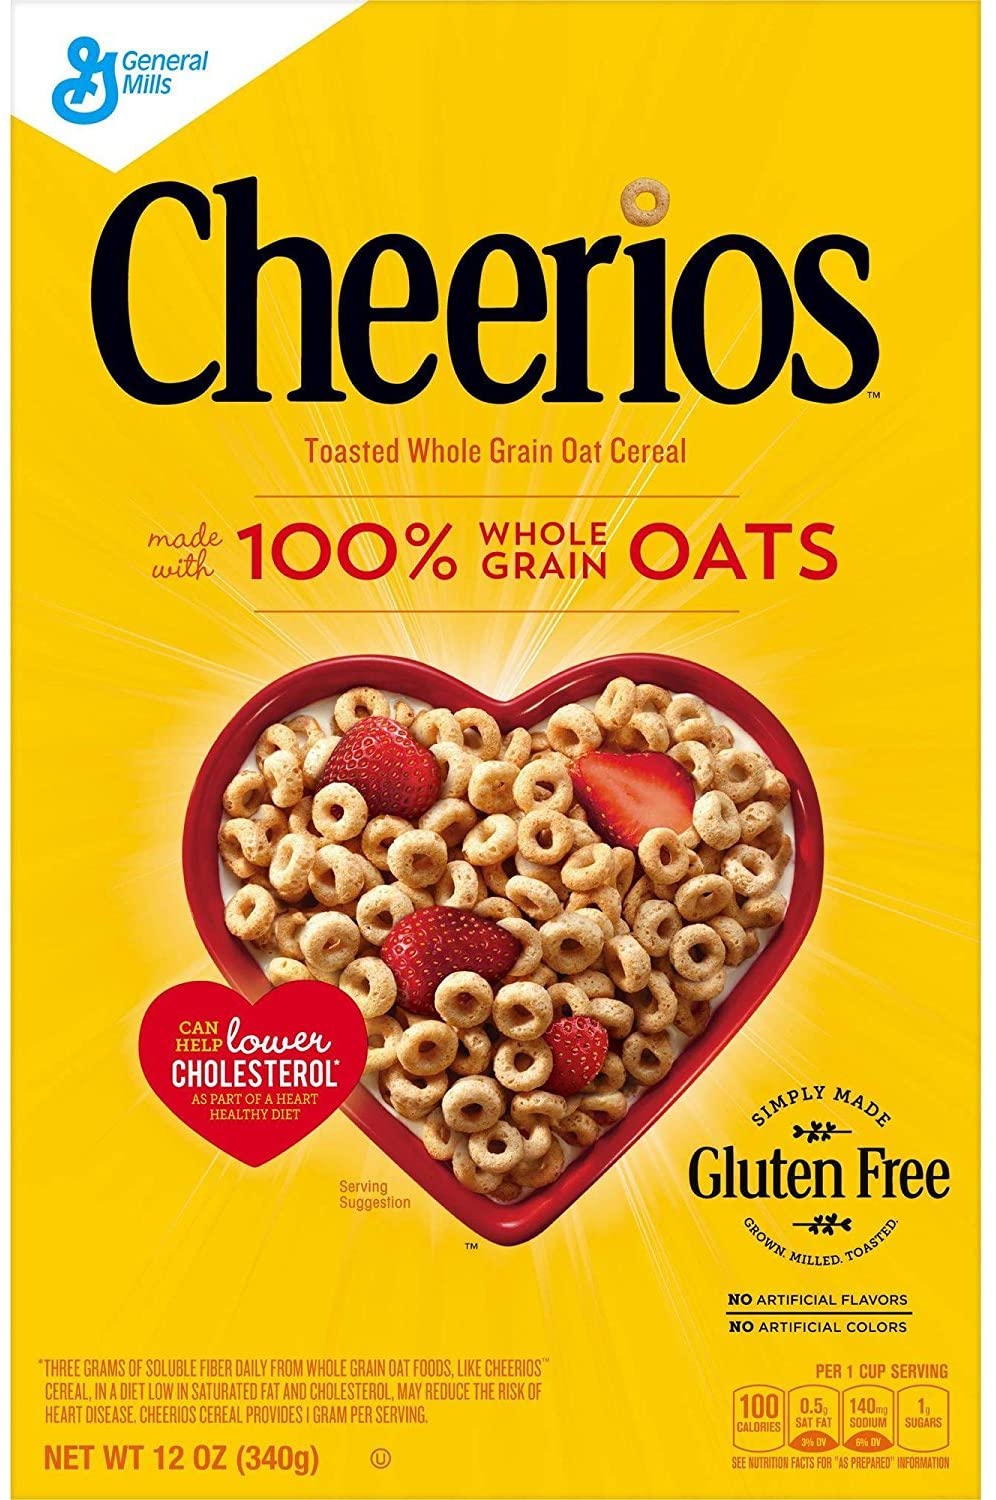 General
Mills
Cheerios™
Toasted Whole Grain Oat Cereal
made with 100% WHOLE GRAIN OATS
CAN HELP lower
CHOLESTEROL*
AS PART OF A HEART
HEALTHY DIET
Serving
Suggestion
™
SIMPLY MADE
Gluten Free
GROWN. MILLED. TOASTED.
NO ARTIFICIAL FLAVORS
NO ARTIFICIAL COLORS
*THREE GRAMS OF SOLUBLE FIBER DAILY FROM WHOLE GRAIN OAT FOODS, LIKE CHEERIOS™
CEREAL, IN A DIET LOW IN SATURATED FAT AND CHOLESTEROL, MAY REDUCE THE RISK OF
HEART DISEASE. CHEERIOS CEREAL PROVIDES 1 GRAM PER SERVING.
NET WT 12 OZ (340g)
U
PER 1 CUP SERVING
100 CALORIES
0.5g SAT FAT 3% DV
140mg SODIUM 6% DV
1g SUGARS
SEE NUTRITION FACTS FOR "AS PREPARED" INFORMATION